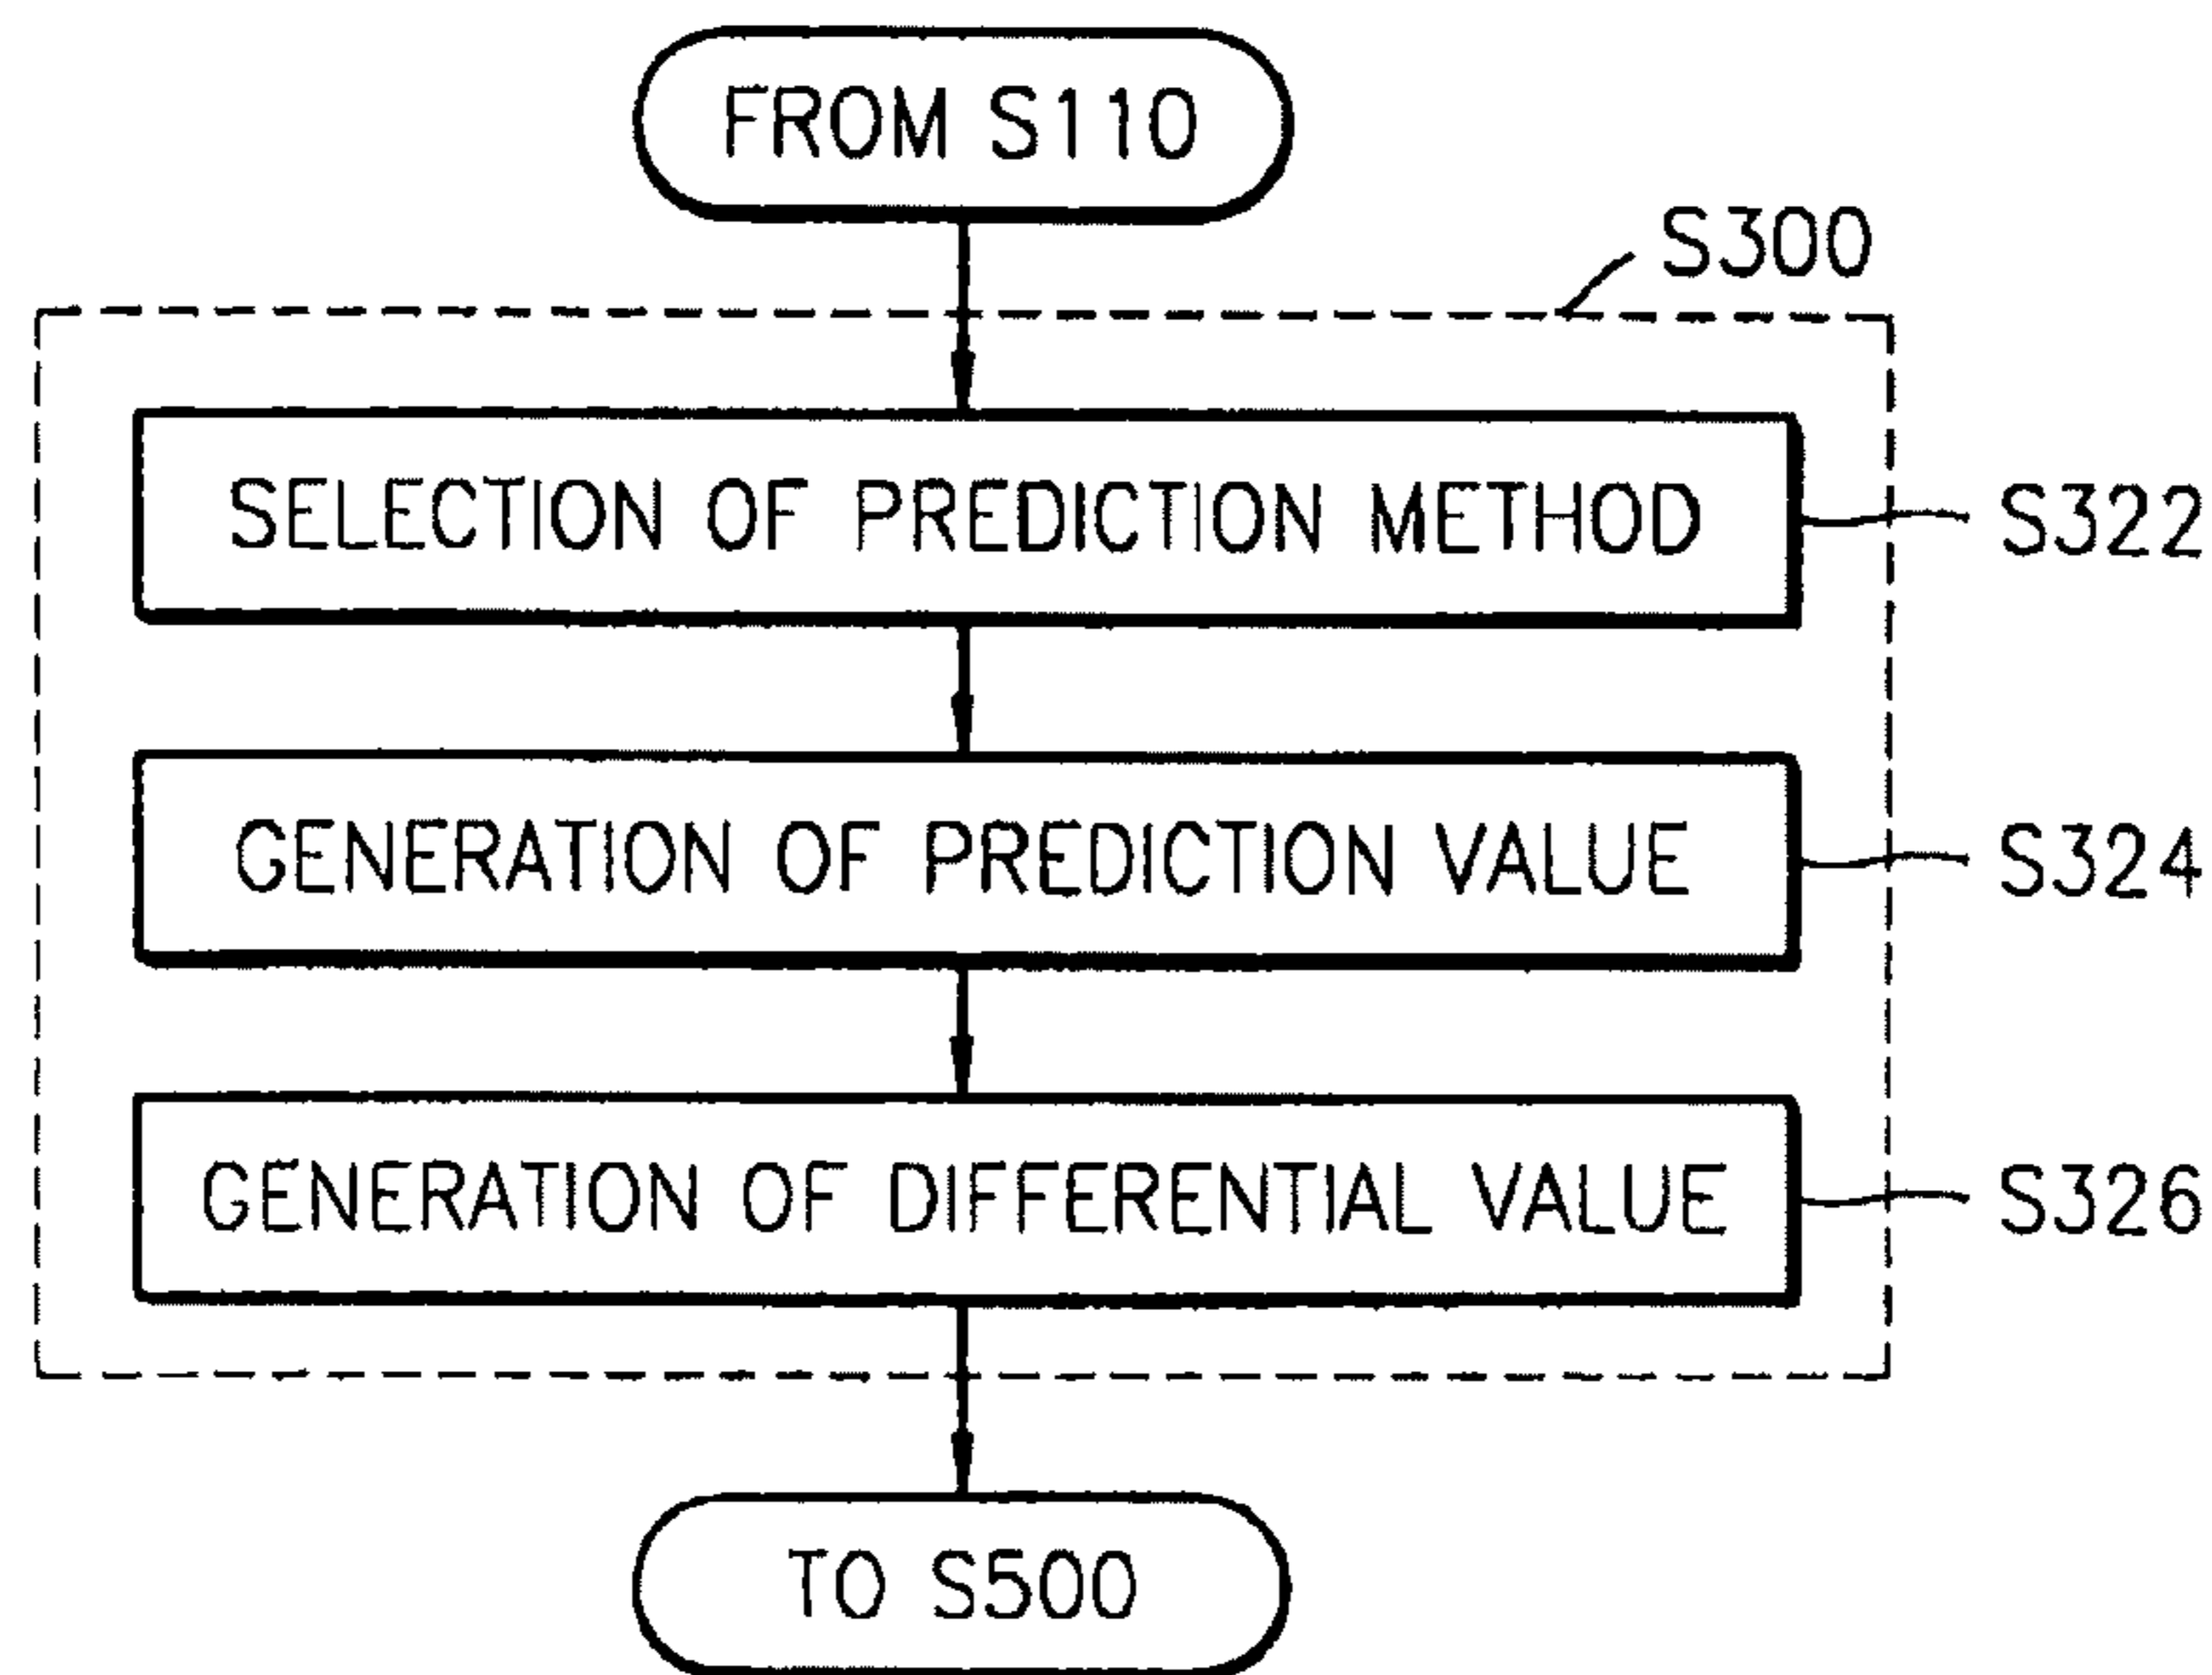 FROM S110
S300
SELECTION OF PREDICTION METHOD
S322
GENERATION OF PREDICTION VALUE
S324
GENERATION OF DIFFERENTIAL VALUE
S326
TO S500